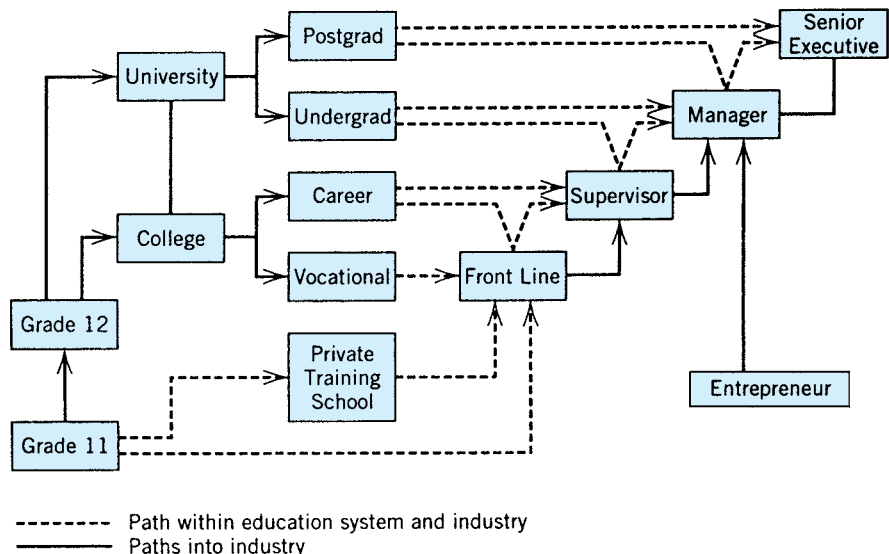 Postgrad
Senior
Executive
University
Undergrad
Manager
Career
Supervisor
College
Vocational
Front Line
Grade 12
Private
Training
School
Entrepreneur
Grade 11
Path within education system and industry
Paths into industry